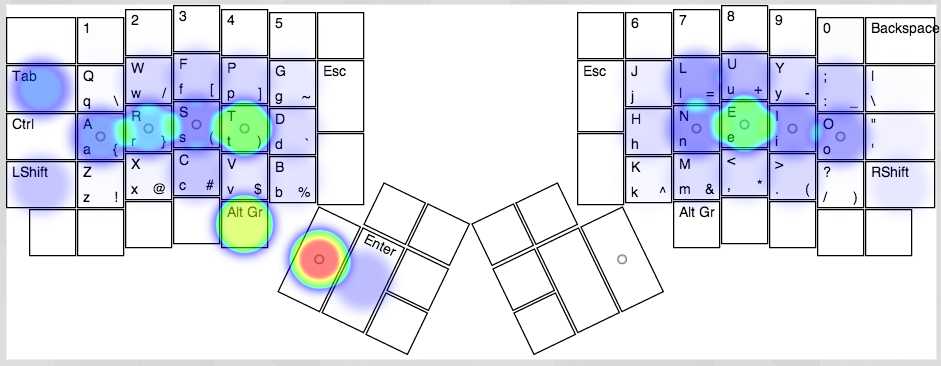 1 2 3 4 5 6 7 8 9 0 Backspace
Tab Q q \ W w / F f [ P p ] G g ~ Esc Esc J j L l = U u + Y y - ; : _ | \
Ctrl A a { R r } S s ( T t ) D d ` H h N n E e I i O o " '
LShift Z z ! X x @ C c # V v $ B b % K k ^ M m & < , * > . ( ? / ) RShift
Alt Gr Alt Gr
Enter